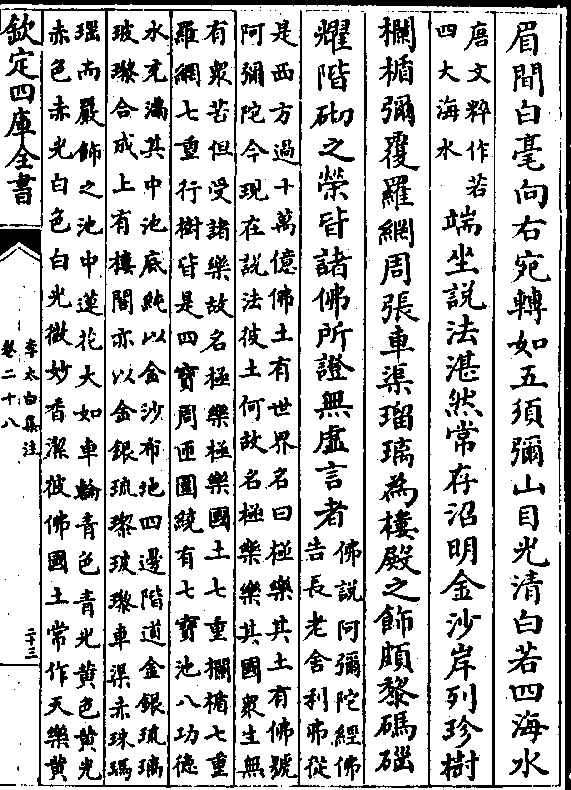 眉間白毫向右宛轉如五須彌山目光清白若四海水
唐文粹作若
四大海水
端坐說法湛然常存沼明金沙岸列珍樹
欄楯彌覆羅網周張車渠瑠璃為樓殿之飾頗黎碼磂
耀階砌之榮皆諸佛所證無虛言者
佛說阿彌陀經佛
告長老舍利弗從
是西方過十萬億佛土有世界名曰極樂其土有佛號
阿彌陀今現在說法彼土何故名極樂樂其國衆生無
有衆苦但受諸樂故名極樂極樂國土七重欄楯七重
羅網七重行樹皆是四寶周匝圍繞有七寶池八功德
水充滿其中池底純以金沙布地四邊階道金銀琉璃
玻瓈合成上有樓閣亦以金銀琉瓈玻瓈車渠赤珠瑪
瑙而嚴飾之池中蓮花大如車輪青色青光黄色黄光
赤色赤光白色白光微妙香潔彼佛國土常作天樂黄
欽定四庫全書
李太白集注
卷二十八
二十三